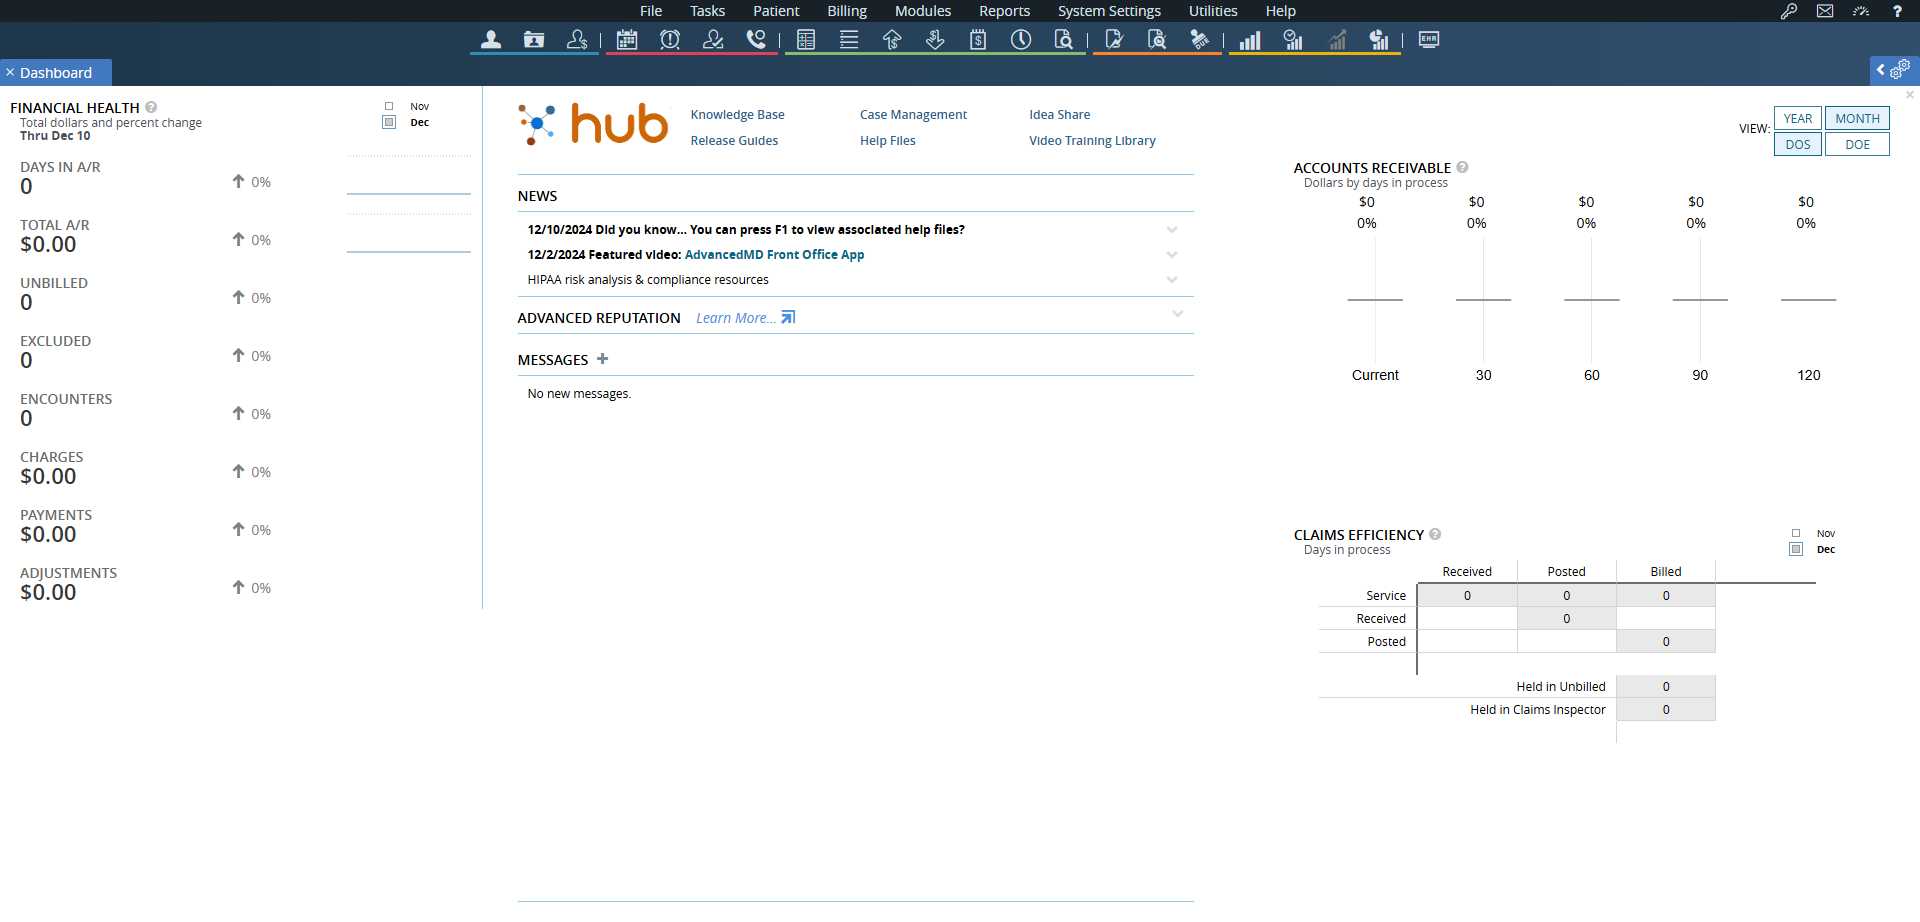 File Tasks Patient Billing Modules Reports System Settings Utilities Help
?
DUE
EHR
× Dashboard
FINANCIAL HEALTH ?
Total dollars and percent change
Thru Dec 10
Nov
Dec
DAYS IN A/R
0
0%
TOTAL A/R
$0.00
0%
UNBILLED
0
0%
EXCLUDED
0
0%
ENCOUNTERS
0
0%
CHARGES
$0.00
0%
PAYMENTS
$0.00
0%
ADJUSTMENTS
$0.00
0%
hub
Knowledge Base Case Management Idea Share
Release Guides Help Files Video Training Library
NEWS
12/10/2024 Did you know... You can press F1 to view associated help files?
12/2/2024 Featured video: AdvancedMD Front Office App
HIPAA risk analysis & compliance resources
ADVANCED REPUTATION Learn More...
MESSAGES +
No new messages.
VIEW: YEAR MONTH
DOS DOE
ACCOUNTS RECEIVABLE ?
Dollars by days in process
$0 $0 $0 $0 $0
0% 0% 0% 0% 0%
Current 30 60 90 120
CLAIMS EFFICIENCY ?
Days in process
Nov
Dec
Received Posted Billed
Service 0 0 0
Received 0
Posted 0
Held in Unbilled 0
Held in Claims Inspector 0